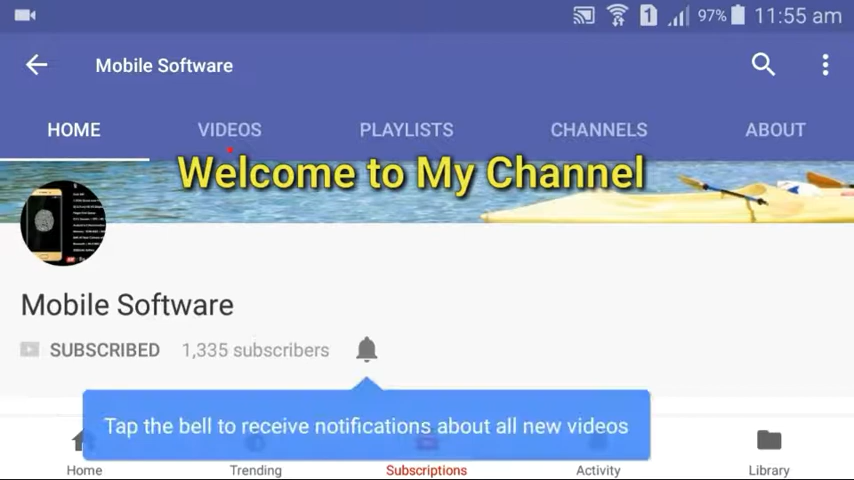 1 97% 11:55 am
Mobile Software
HOME VIDEOS PLAYLISTS CHANNELS ABOUT
Welcome to My Channel
Mobile Software
SUBSCRIBED 1,335 subscribers
Tap the bell to receive notifications about all new videos
Home Trending Subscriptions Activity Library